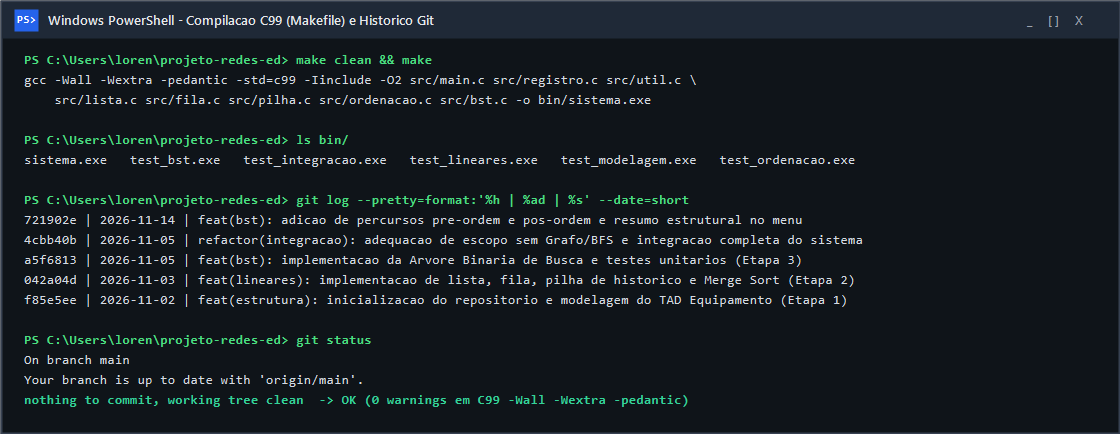 PS> Windows PowerShell - Compilacao C99 (Makefile) e Historico Git _ [] X
PS C:\Users\loren\projeto-redes-ed> make clean && make
gcc -Wall -Wextra -pedantic -std=c99 -Iinclude -O2 src/main.c src/registro.c src/util.c \
    src/lista.c src/fila.c src/pilha.c src/ordenacao.c src/bst.c -o bin/sistema.exe
PS C:\Users\loren\projeto-redes-ed> ls bin/
sistema.exe   test_bst.exe   test_integracao.exe   test_lineares.exe   test_modelagem.exe   test_ordenacao.exe
PS C:\Users\loren\projeto-redes-ed> git log --pretty=format:'%h | %ad | %s' --date=short
721902e | 2026-11-14 | feat(bst): adicao de percursos pre-ordem e pos-ordem e resumo estrutural no menu
4cbb40b | 2026-11-05 | refactor(integracao): adequacao de escopo sem Grafo/BFS e integracao completa do sistema
a5f6813 | 2026-11-05 | feat(bst): implementacao da Arvore Binaria de Busca e testes unitarios (Etapa 3)
042a04d | 2026-11-03 | feat(lineares): implementacao de lista, fila, pilha de historico e Merge Sort (Etapa 2)
f85e5ee | 2026-11-02 | feat(estrutura): inicializacao do repositorio e modelagem do TAD Equipamento (Etapa 1)
PS C:\Users\loren\projeto-redes-ed> git status
On branch main
Your branch is up to date with 'origin/main'.
nothing to commit, working tree clean  -> OK (0 warnings em C99 -Wall -Wextra -pedantic)